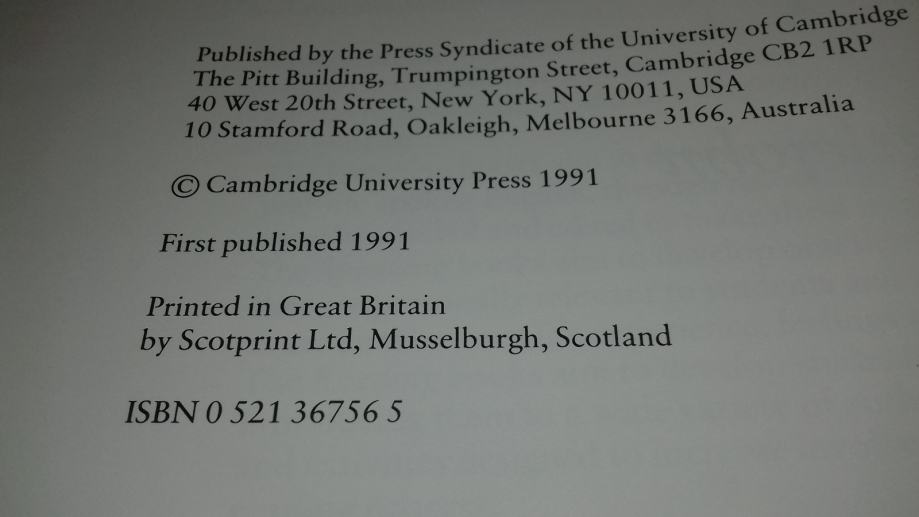 Published by the Press Syndicate of the University of Cambridge
The Pitt Building, Trumpington Street, Cambridge CB2 1RP
40 West 20th Street, New York, NY 10011, USA
10 Stamford Road, Oakleigh, Melbourne 3166, Australia
© Cambridge University Press 1991
First published 1991
Printed in Great Britain
by Scotprint Ltd, Musselburgh, Scotland
ISBN 0 521 36756 5